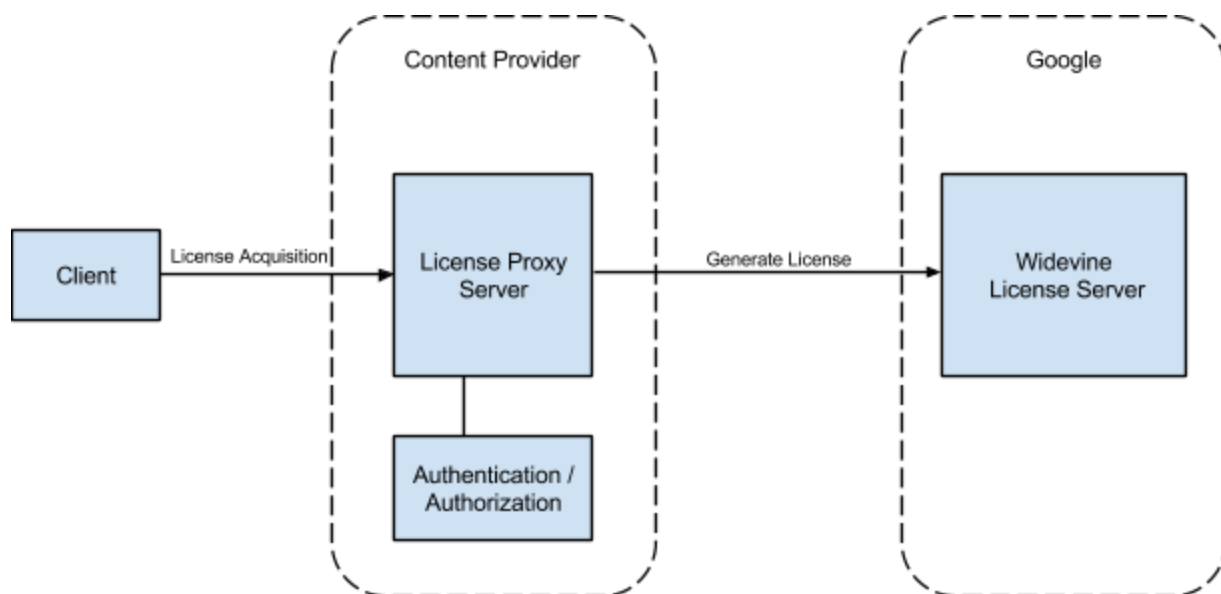 Content Provider
Google
Client
License Acquisition
License Proxy
Server
Generate License
Widevine
License Server
Authentication /
Authorization